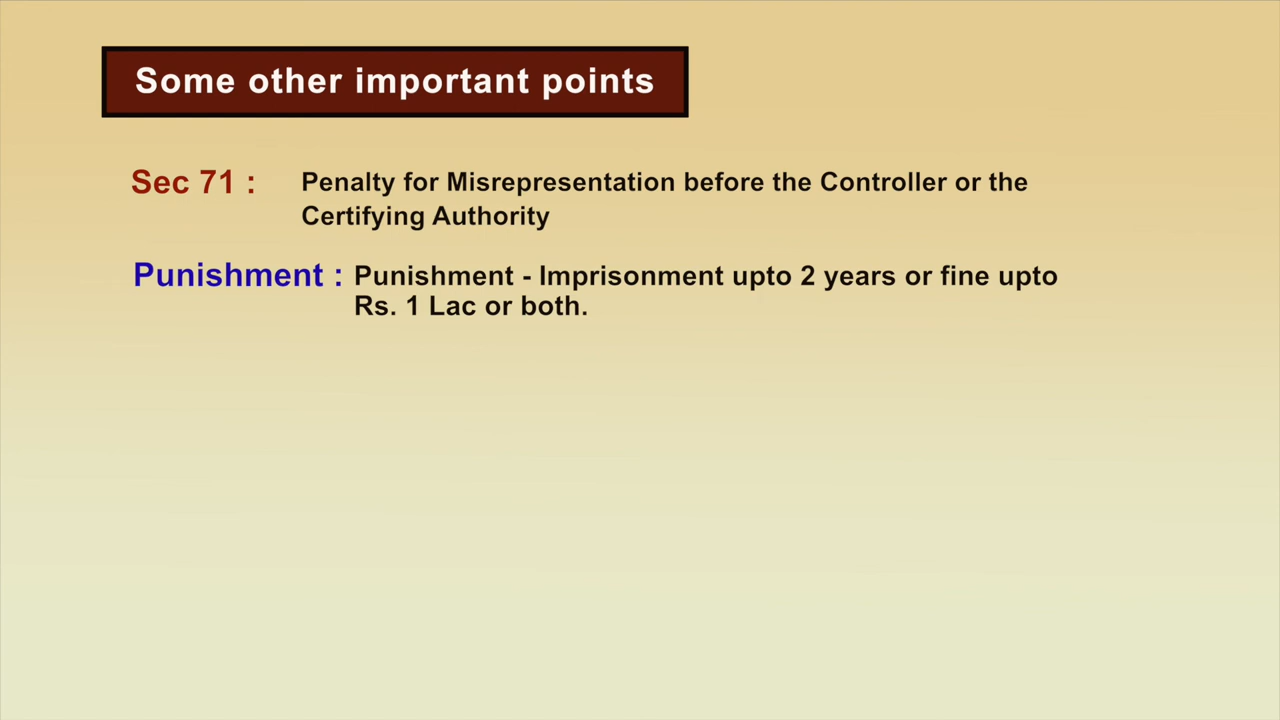 Some other important points
Sec 71 : Penalty for Misrepresentation before the Controller or the
Certifying Authority
Punishment : Punishment - Imprisonment upto 2 years or fine upto
Rs. 1 Lac or both.